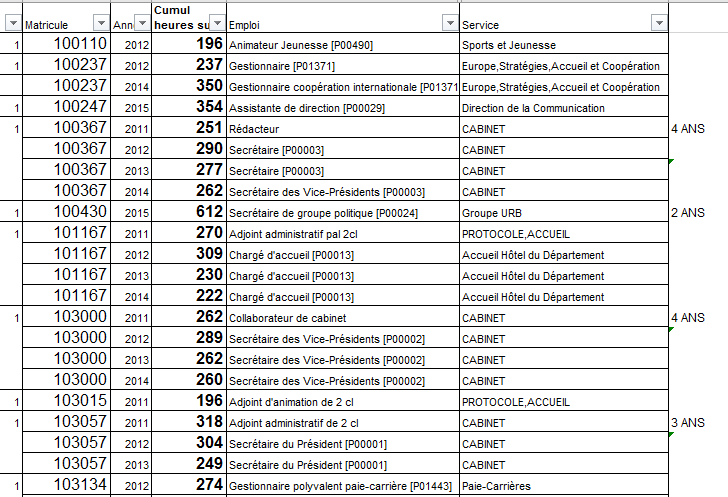 Matricule Ann Cumul heures su Emploi Service
1 100110 2012 196 Animateur Jeunesse [P00490] Sports et Jeunesse
1 100237 2012 237 Gestionnaire [P01371] Europe,Stratégies,Accueil et Coopération
100237 2014 350 Gestionnaire coopération internationale [P01371 Europe,Stratégies,Accueil et Coopération
1 100247 2015 354 Assistante de direction [P00029] Direction de la Communication
1 100367 2011 251 Rédacteur CABINET 4 ANS
100367 2012 290 Secrétaire [P00003] CABINET
100367 2013 277 Secrétaire [P00003] CABINET
100367 2014 262 Secrétaire des Vice-Présidents [P00003] CABINET
1 100430 2015 612 Secrétaire de groupe politique [P00024] Groupe URB 2 ANS
1 101167 2011 270 Adjoint administratif pal 2cl PROTOCOLE,ACCUEIL
101167 2012 309 Chargé d'accueil [P00013] Accueil Hôtel du Département
101167 2013 230 Chargé d'accueil [P00013] Accueil Hôtel du Département
101167 2014 222 Chargé d'accueil [P00013] Accueil Hôtel du Département
1 103000 2011 262 Collaborateur de cabinet CABINET 4 ANS
103000 2012 289 Secrétaire des Vice-Présidents [P00002] CABINET
103000 2013 262 Secrétaire des Vice-Présidents [P00002] CABINET
103000 2014 260 Secrétaire des Vice-Présidents [P00002] CABINET
1 103015 2011 196 Adjoint d'animation de 2 cl PROTOCOLE,ACCUEIL
1 103057 2011 318 Adjoint administratif de 2 cl CABINET 3 ANS
103057 2012 304 Secrétaire du Président [P00001] CABINET
103057 2013 249 Secrétaire du Président [P00001] CABINET
1 103134 2012 274 Gestionnaire polyvalent paie-carrière [P01443] Paie-Carrières